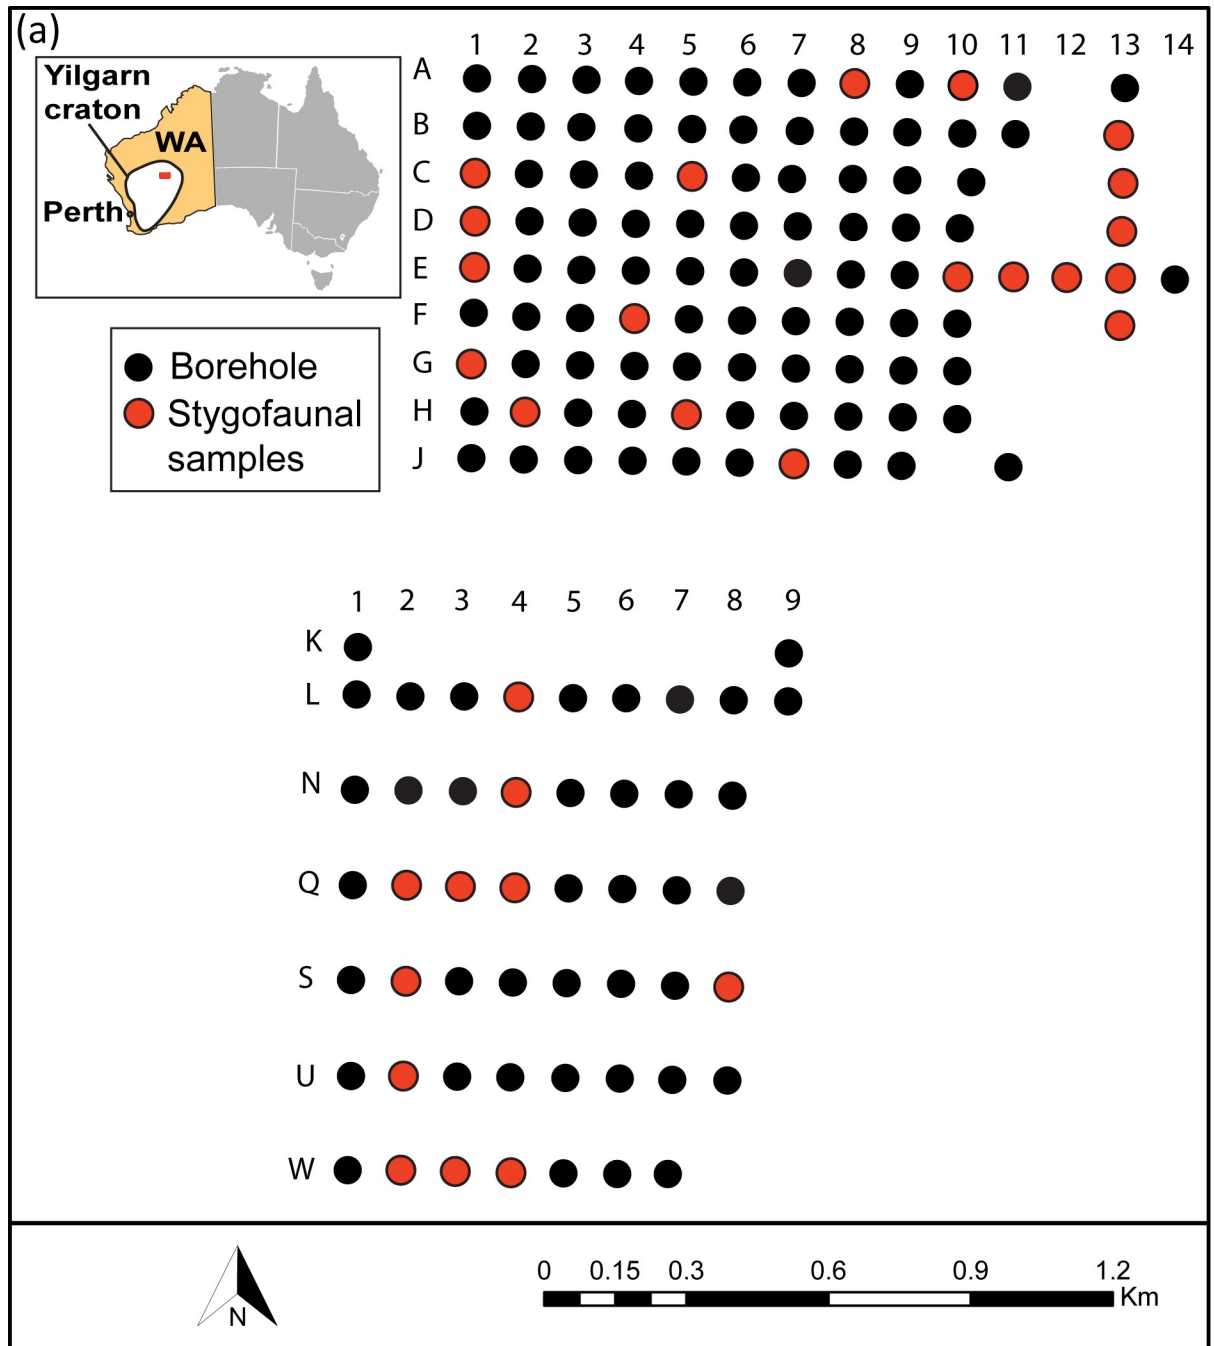 (a)
Yilgarn
craton
WA
Perth
Borehole
Stygofaunal
samples
1 2 3 4 5 6 7 8 9 10 11 12 13 14
A
B
C
D
E
F
G
H
J
1 2 3 4 5 6 7 8 9
K
L
N
Q
S
U
W
N
0 0.15 0.3 0.6 0.9 1.2
Km